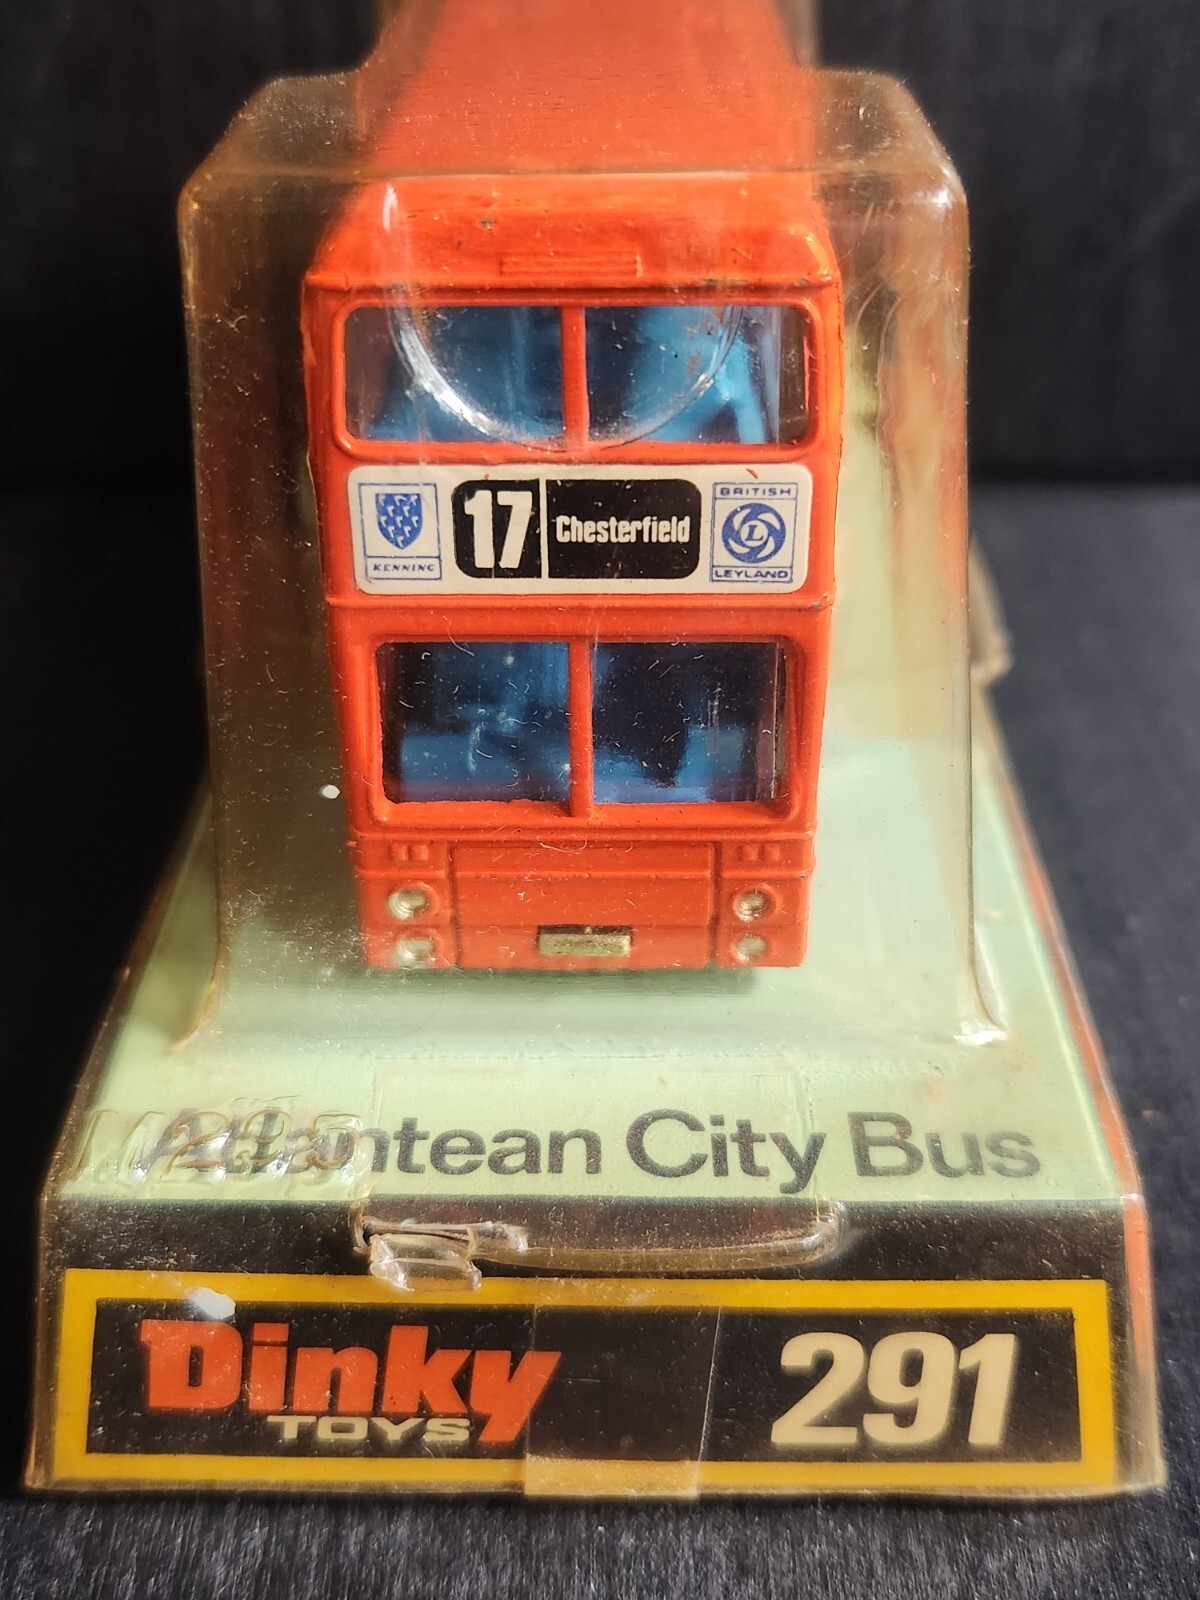 BRITISH
17 Chesterfield
L
KENNING
LEYLAND
Atlantean City Bus
Dinky
TOYS
291